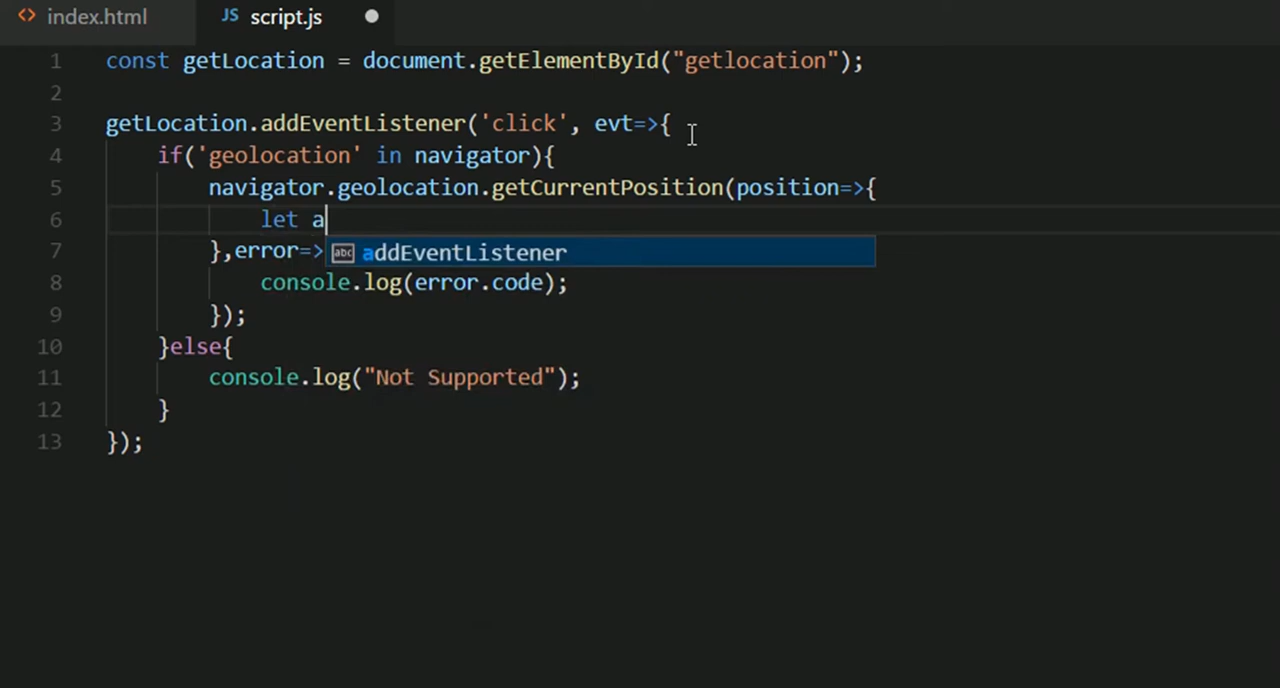 <> index.html JS script.js
1 const getLocation = document.getElementById("getlocation");
2
3 getLocation.addEventListener('click', evt=>{
4 if('geolocation' in navigator){
5 navigator.geolocation.getCurrentPosition(position=>{
6 let a
7 },error=> abc addEventListener
8 console.log(error.code);
9 });
10 }else{
11 console.log("Not Supported");
12 }
13 });